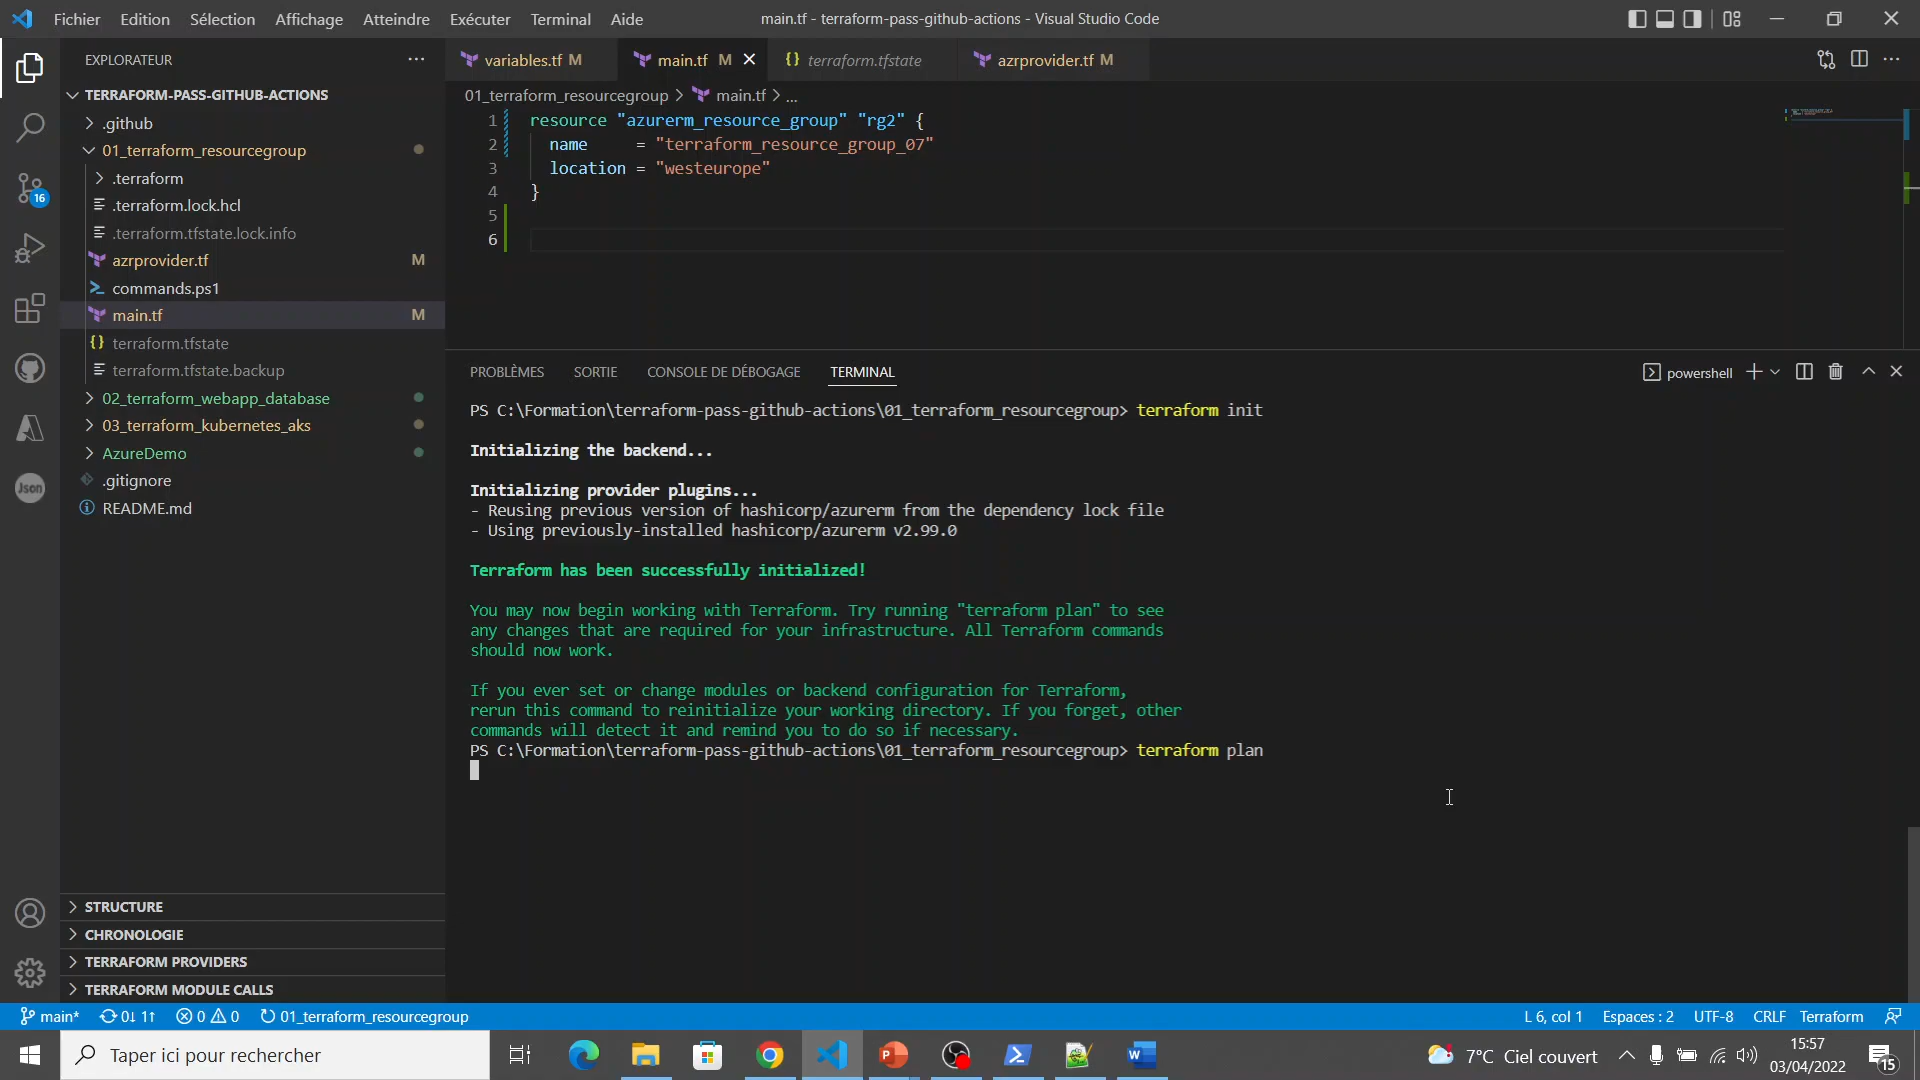 Fichier Edition Sélection Affichage Atteindre Exécuter Terminal Aide
main.tf - terraform-pass-github-actions - Visual Studio Code
EXPLORATEUR
TERRAFORM-PASS-GITHUB-ACTIONS
.github
01_terraform_resourcegroup
.terraform
.terraform.lock.hcl
.terraform.tfstate.lock.info
azrprovider.tf M
commands.ps1
main.tf M
terraform.tfstate
terraform.tfstate.backup
02_terraform_webapp_database
03_terraform_kubernetes_aks
AzureDemo
.gitignore
README.md
16
Json
STRUCTURE
CHRONOLOGIE
TERRAFORM PROVIDERS
TERRAFORM MODULE CALLS
variables.tf M main.tf M terraform.tfstate azrprovider.tf M
01_terraform_resourcegroup > main.tf > ...
1 resource "azurerm_resource_group" "rg2" {
2 name     = "terraform_resource_group_07"
3 location = "westeurope"
4 }
5
6
PROBLÈMES SORTIE CONSOLE DE DÉBOGAGE TERMINAL
powershell
PS C:\Formation\terraform-pass-github-actions\01_terraform_resourcegroup> terraform init
Initializing the backend...
Initializing provider plugins...
- Reusing previous version of hashicorp/azurerm from the dependency lock file
- Using previously-installed hashicorp/azurerm v2.99.0
Terraform has been successfully initialized!
You may now begin working with Terraform. Try running "terraform plan" to see
any changes that are required for your infrastructure. All Terraform commands
should now work.
If you ever set or change modules or backend configuration for Terraform,
rerun this command to reinitialize your working directory. If you forget, other
commands will detect it and remind you to do so if necessary.
PS C:\Formation\terraform-pass-github-actions\01_terraform_resourcegroup> terraform plan
main* 0↓ 1↑ 0 0 01_terraform_resourcegroup
L 6, col 1 Espaces : 2 UTF-8 CRLF Terraform
Taper ici pour rechercher
7°C Ciel couvert
15:57
03/04/2022
15